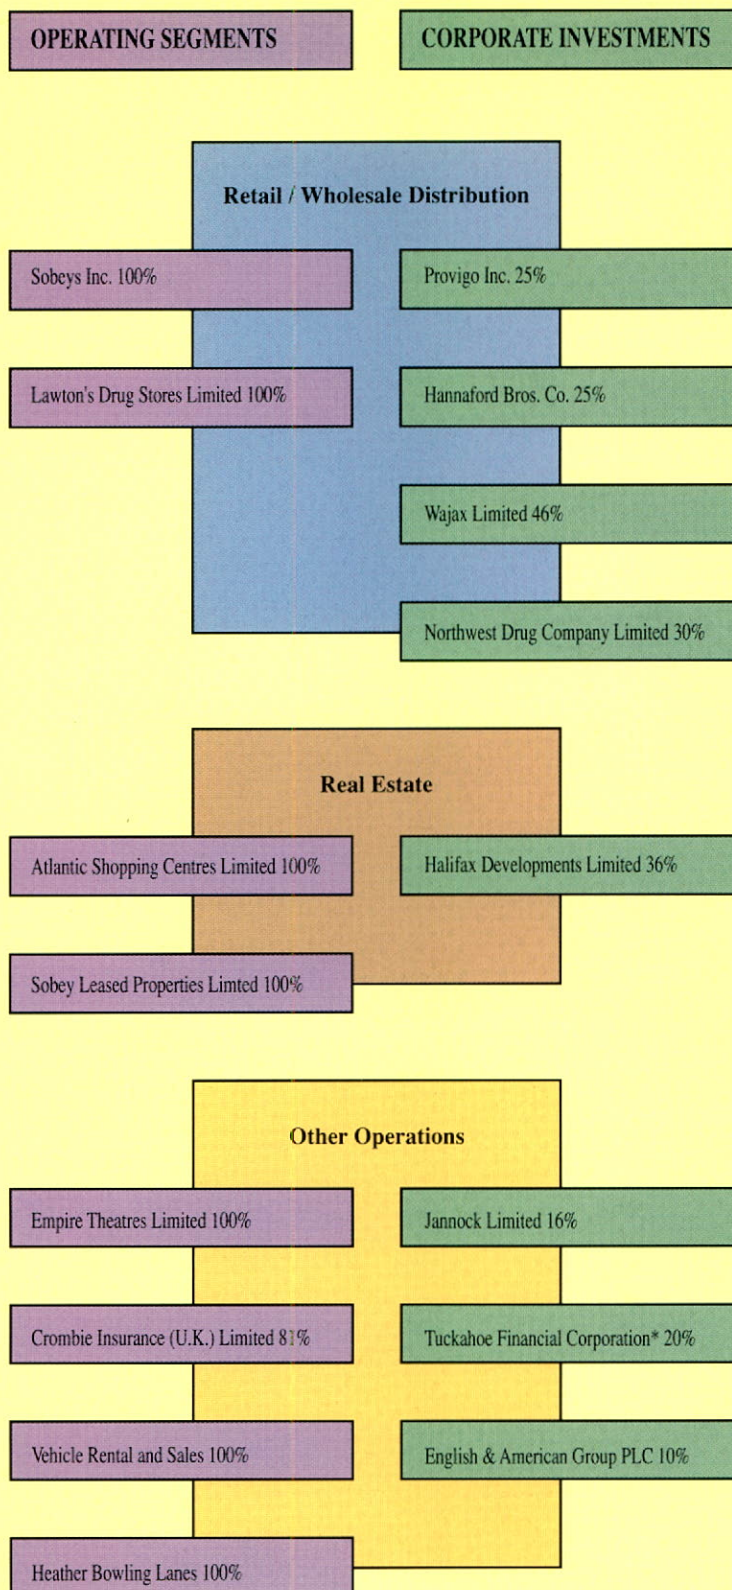 OPERATING SEGMENTS
CORPORATE INVESTMENTS
Retail / Wholesale Distribution
Sobeys Inc. 100%
Provigo Inc. 25%
Lawton's Drug Stores Limited 100%
Hannaford Bros. Co. 25%
Wajax Limited 46%
Northwest Drug Company Limited 30%
Real Estate
Atlantic Shopping Centres Limited 100%
Halifax Developments Limited 36%
Sobey Leased Properties Limted 100%
Other Operations
Empire Theatres Limited 100%
Jannock Limited 16%
Crombie Insurance (U.K.) Limited 81%
Tuckahoe Financial Corporation* 20%
Vehicle Rental and Sales 100%
English & American Group PLC 10%
Heather Bowling Lanes 100%